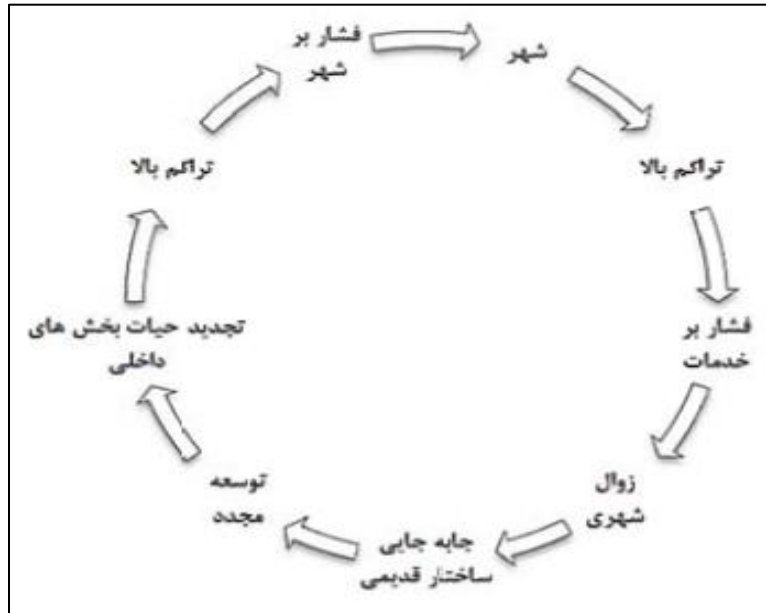 شهر
تراکم بالا
فشار بر
خدمات
زوال
شهری
جابه جایی
ساختار قدیمی
توسعه
مجدد
تجدید حیات بخش های
داخلی
تراکم بالا
فشار بر
شهر